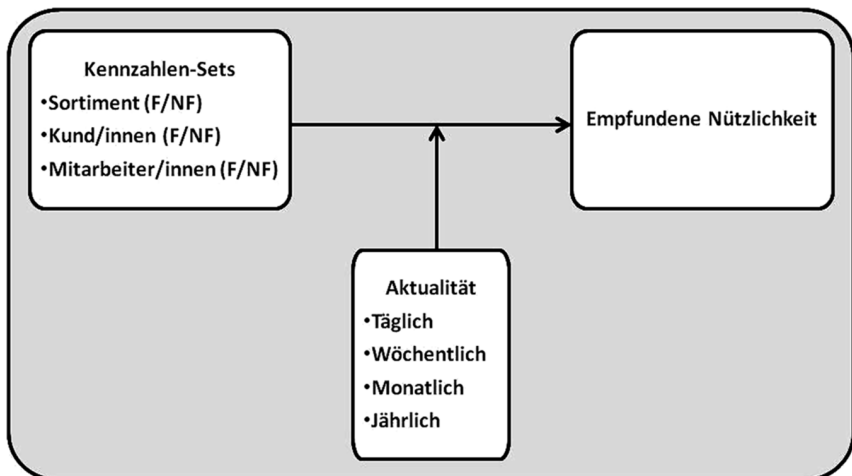 Kennzahlen-Sets
•Sortiment (F/NF)
•Kund/innen (F/NF)
•Mitarbeiter/innen (F/NF)
Empfundene Nützlichkeit
Aktualität
•Täglich
•Wöchentlich
•Monatlich
•Jährlich